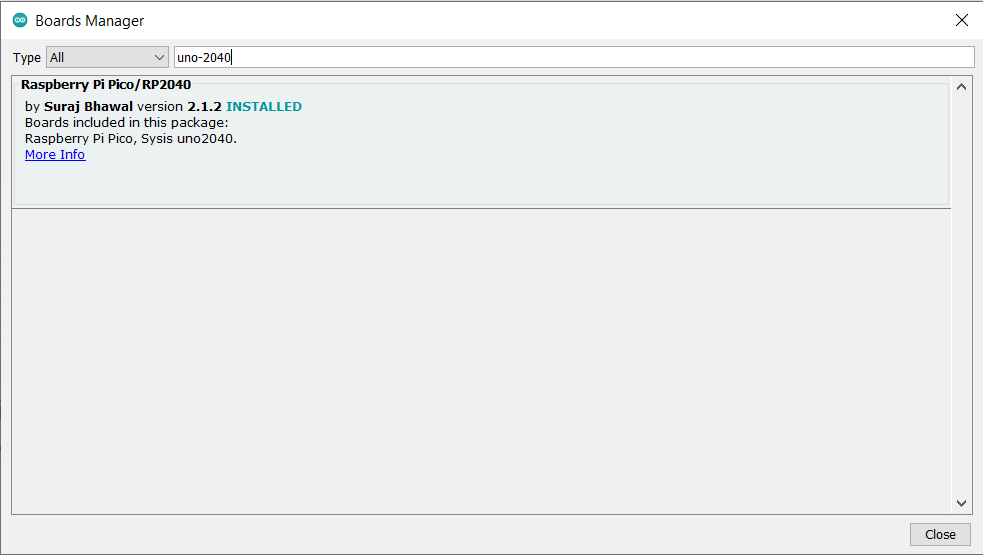 Boards Manager
Type All uno-2040
Raspberry Pi Pico/RP2040
by Suraj Bhawal version 2.1.2 INSTALLED
Boards included in this package:
Raspberry Pi Pico, Sysis uno2040.
More Info
Close